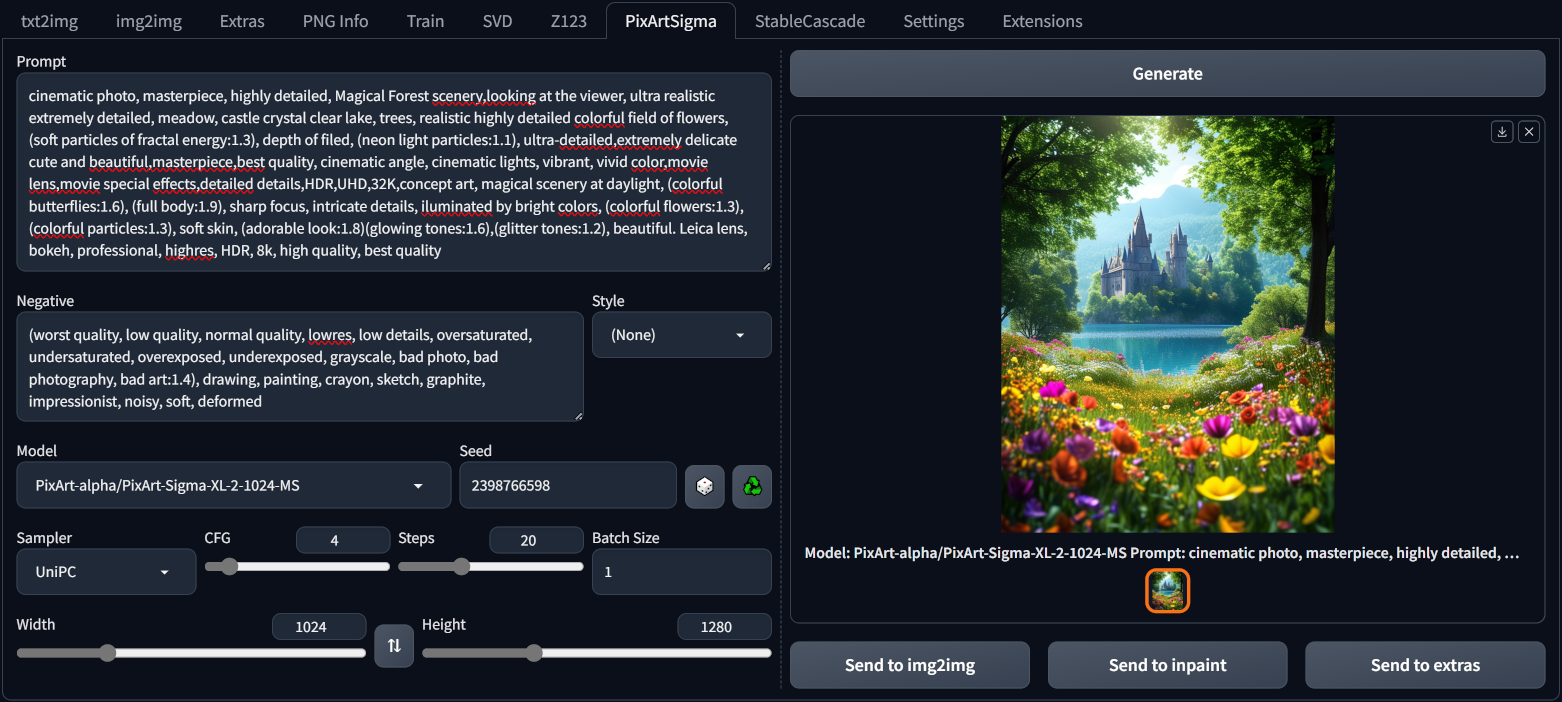 txt2img img2img Extras PNG Info Train SVD Z123 PixArtSigma StableCascade Settings Extensions
Prompt
cinematic photo, masterpiece, highly detailed, Magical Forest scenery,looking at the viewer, ultra realistic
extremely detailed, meadow, castle crystal clear lake, trees, realistic highly detailed colorful field of flowers,
(soft particles of fractal energy:1.3), depth of filed, (neon light particles:1.1), ultra-detailed,extremely delicate
cute and beautiful,masterpiece,best quality, cinematic angle, cinematic lights, vibrant, vivid color,movie
lens,movie special effects,detailed details,HDR,UHD,32K,concept art, magical scenery at daylight, (colorful
butterflies:1.6), (full body:1.9), sharp focus, intricate details, iluminated by bright colors, (colorful flowers:1.3),
(colorful particles:1.3), soft skin, (adorable look:1.8)(glowing tones:1.6),(glitter tones:1.2), beautiful. Leica lens,
bokeh, professional, highres, HDR, 8k, high quality, best quality
Negative
(worst quality, low quality, normal quality, lowres, low details, oversaturated,
undersaturated, overexposed, underexposed, grayscale, bad photo, bad
photography, bad art:1.4), drawing, painting, crayon, sketch, graphite,
impressionist, noisy, soft, deformed
Style
(None)
Model
PixArt-alpha/PixArt-Sigma-XL-2-1024-MS
Seed
2398766598
Sampler
UniPC
CFG 4
Steps 20
Batch Size
1
Width 1024
Height 1280
Generate
Model: PixArt-alpha/PixArt-Sigma-XL-2-1024-MS Prompt: cinematic photo, masterpiece, highly detailed, ...
Send to img2img Send to inpaint Send to extras